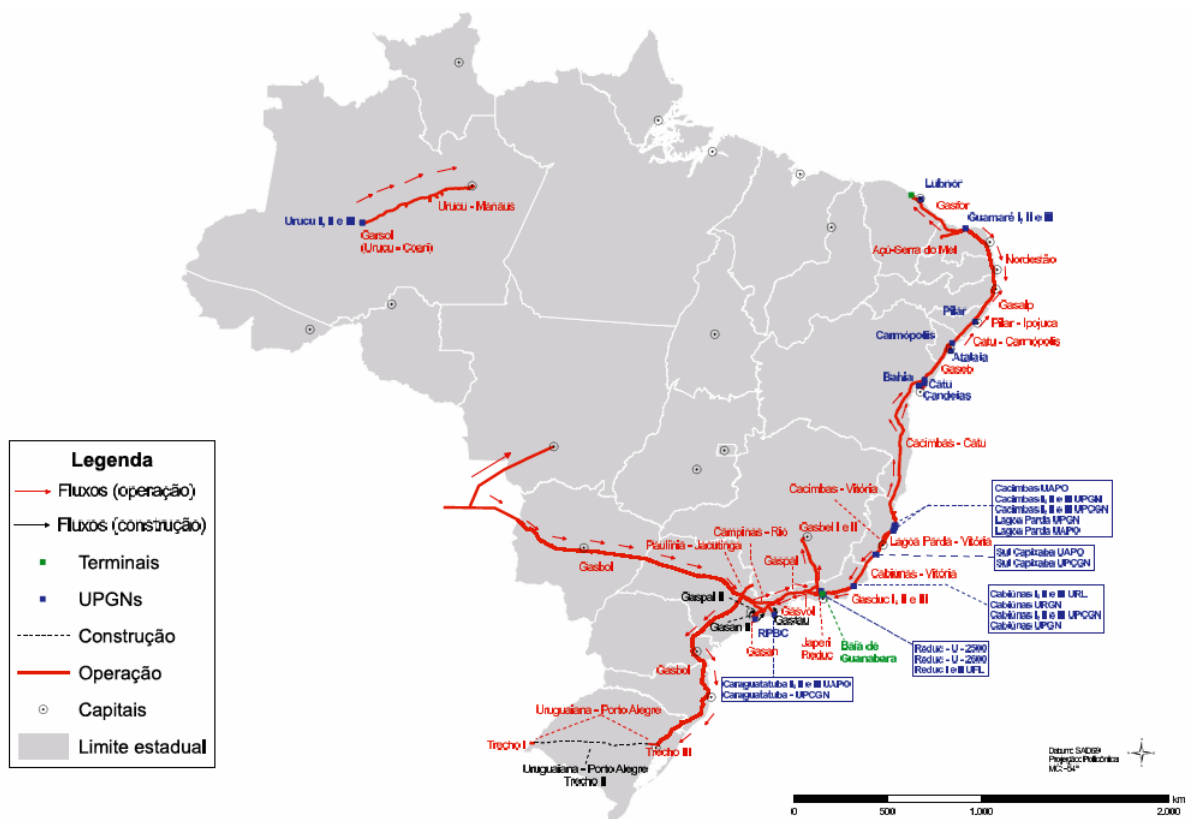 Urucu I, II e III
Urucu - Manaus
Garsol
(Urucu - Coari)
Lubnor
Gasfor
Guamaré I, II e III
Açú-Serra do Mel
Nordestão
Gasalp
Pilar
Pilar - Ipojuca
Carmópolis
Catu - Carmópolis
Atalaia
Gaseb
Bahia
Catu
Candeias
Cacimbas - Catu
Cacimbas - Vitória
Cacimbas UAPO
Cacimbas I, II e III UPGN
Cacimbas I, II e III UPCGN
Lagoa Parda UPGN
Lagoa Parda UAPO
Gasbel I e II
Campinas - Rio
Paulínia - Jacutinga
Lagoa Parda - Vitória
Sul Capixaba UAPO
Sul Capixaba UPCGN
Gasbol
Gaspal
Cabiunas - Vitória
Gasduc I, II e III
Cabiúnas I, II e III URL
Cabiúnas URGN
Cabiúnas I, II e III UPCGN
Cabiúnas UPGN
Gaspal II
Gasvol
Gastau
Gasan II
RPBC
Gasan
Japeri
Reduc
Baía de
Guanabara
Reduc - U - 2500
Reduc - U - 2600
Reduc I e II UFL
Gasbol
Caraguatatuba I, II e III UAPO
Caraguatatuba - UPCGN
Uruguaiana - Porto Alegre
Trecho I
Trecho III
Uruguaiana - Porto Alegre
Trecho II
Legenda
Fluxos (operação)
Fluxos (construção)
Terminais
UPGNs
Construção
Operação
Capitais
Limite estadual
Datum: SAD69
Projeção: Policônica
MC: -54°
0 500 1.000 2.000 km